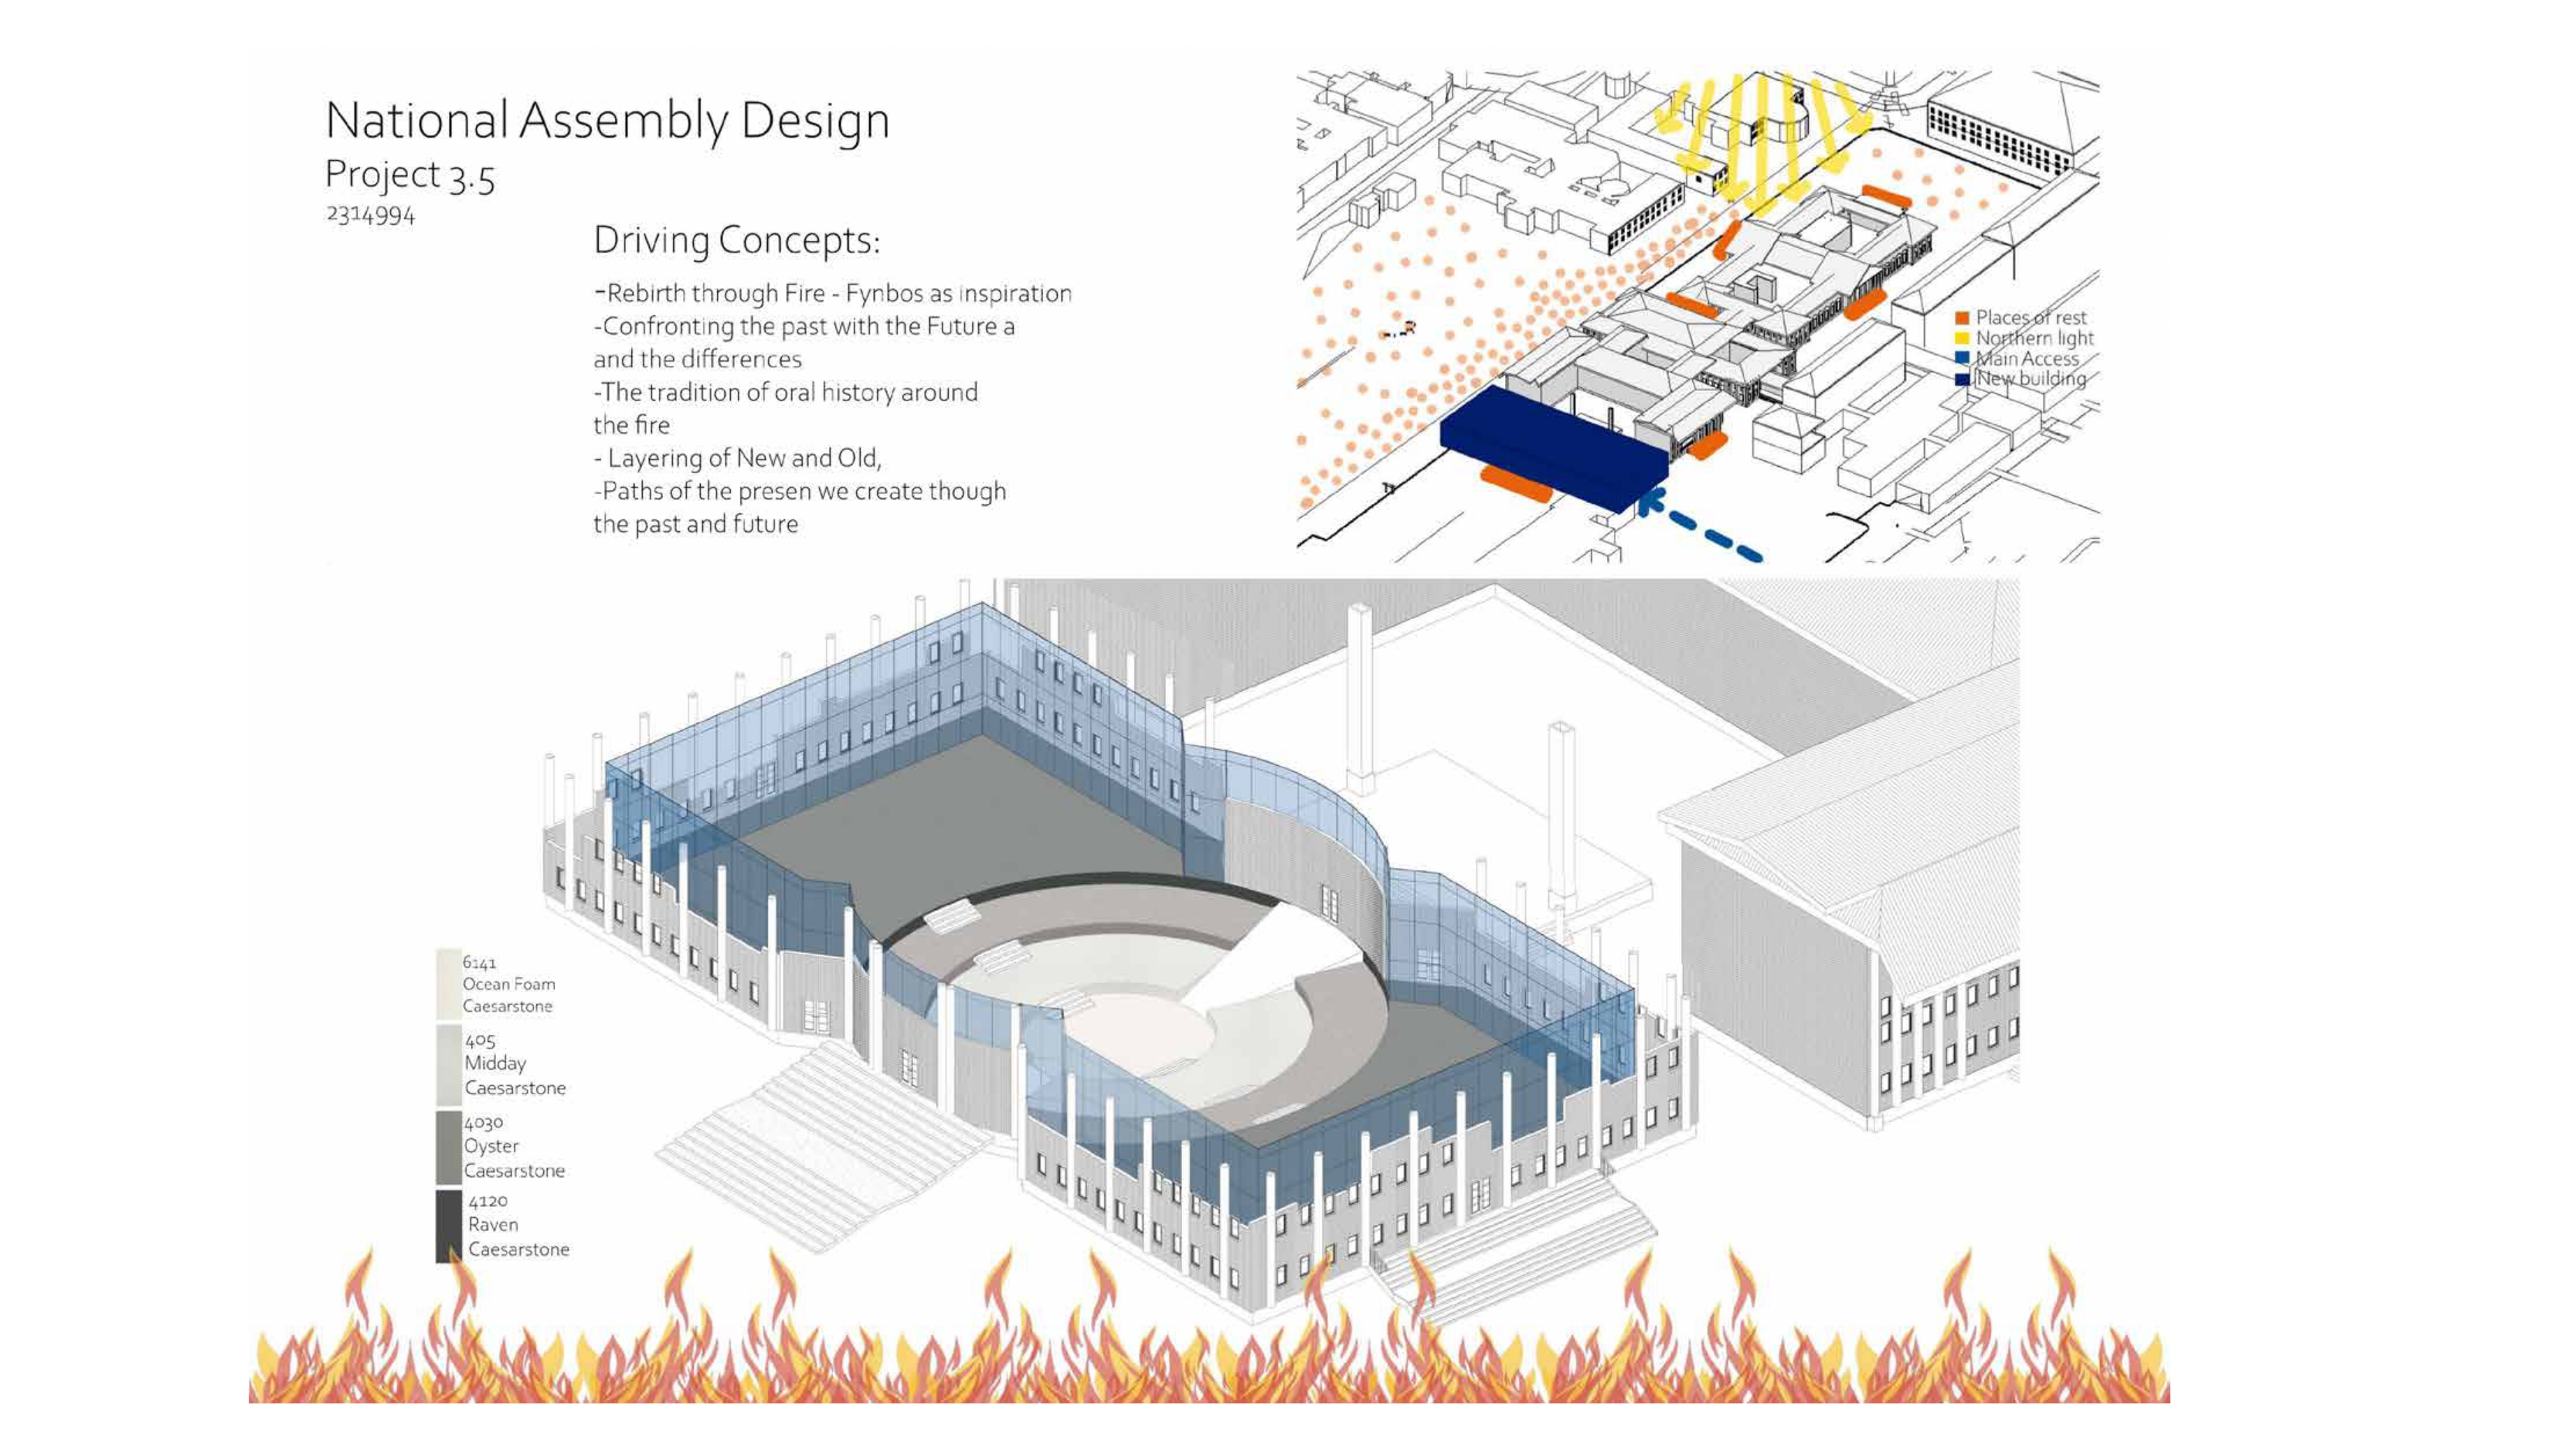 National Assembly Design
Project 3.5
2314994
Driving Concepts:
-Rebirth through Fire - Fynbos as inspiration
-Confronting the past with the Future a
and the differences
-The tradition of oral history around
the fire
- Layering of New and Old,
-Paths of the presen we create though
the past and future
Places of rest
Northern light
Main Access
New building
6141
Ocean Foam
Caesarstone
405
Midday
Caesarstone
4030
Oyster
Caesarstone
4120
Raven
Caesarstone